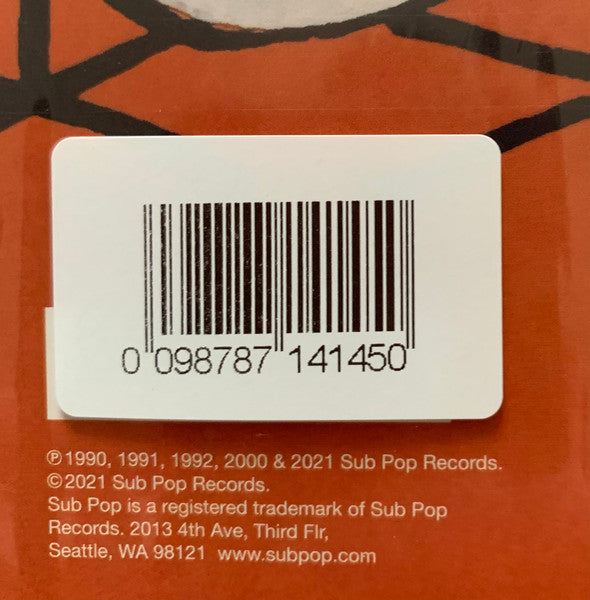 0 098787 141450
℗1990, 1991, 1992, 2000 & 2021 Sub Pop Records.
©2021 Sub Pop Records.
Sub Pop is a registered trademark of Sub Pop
Records. 2013 4th Ave, Third Flr,
Seattle, WA 98121 www.subpop.com